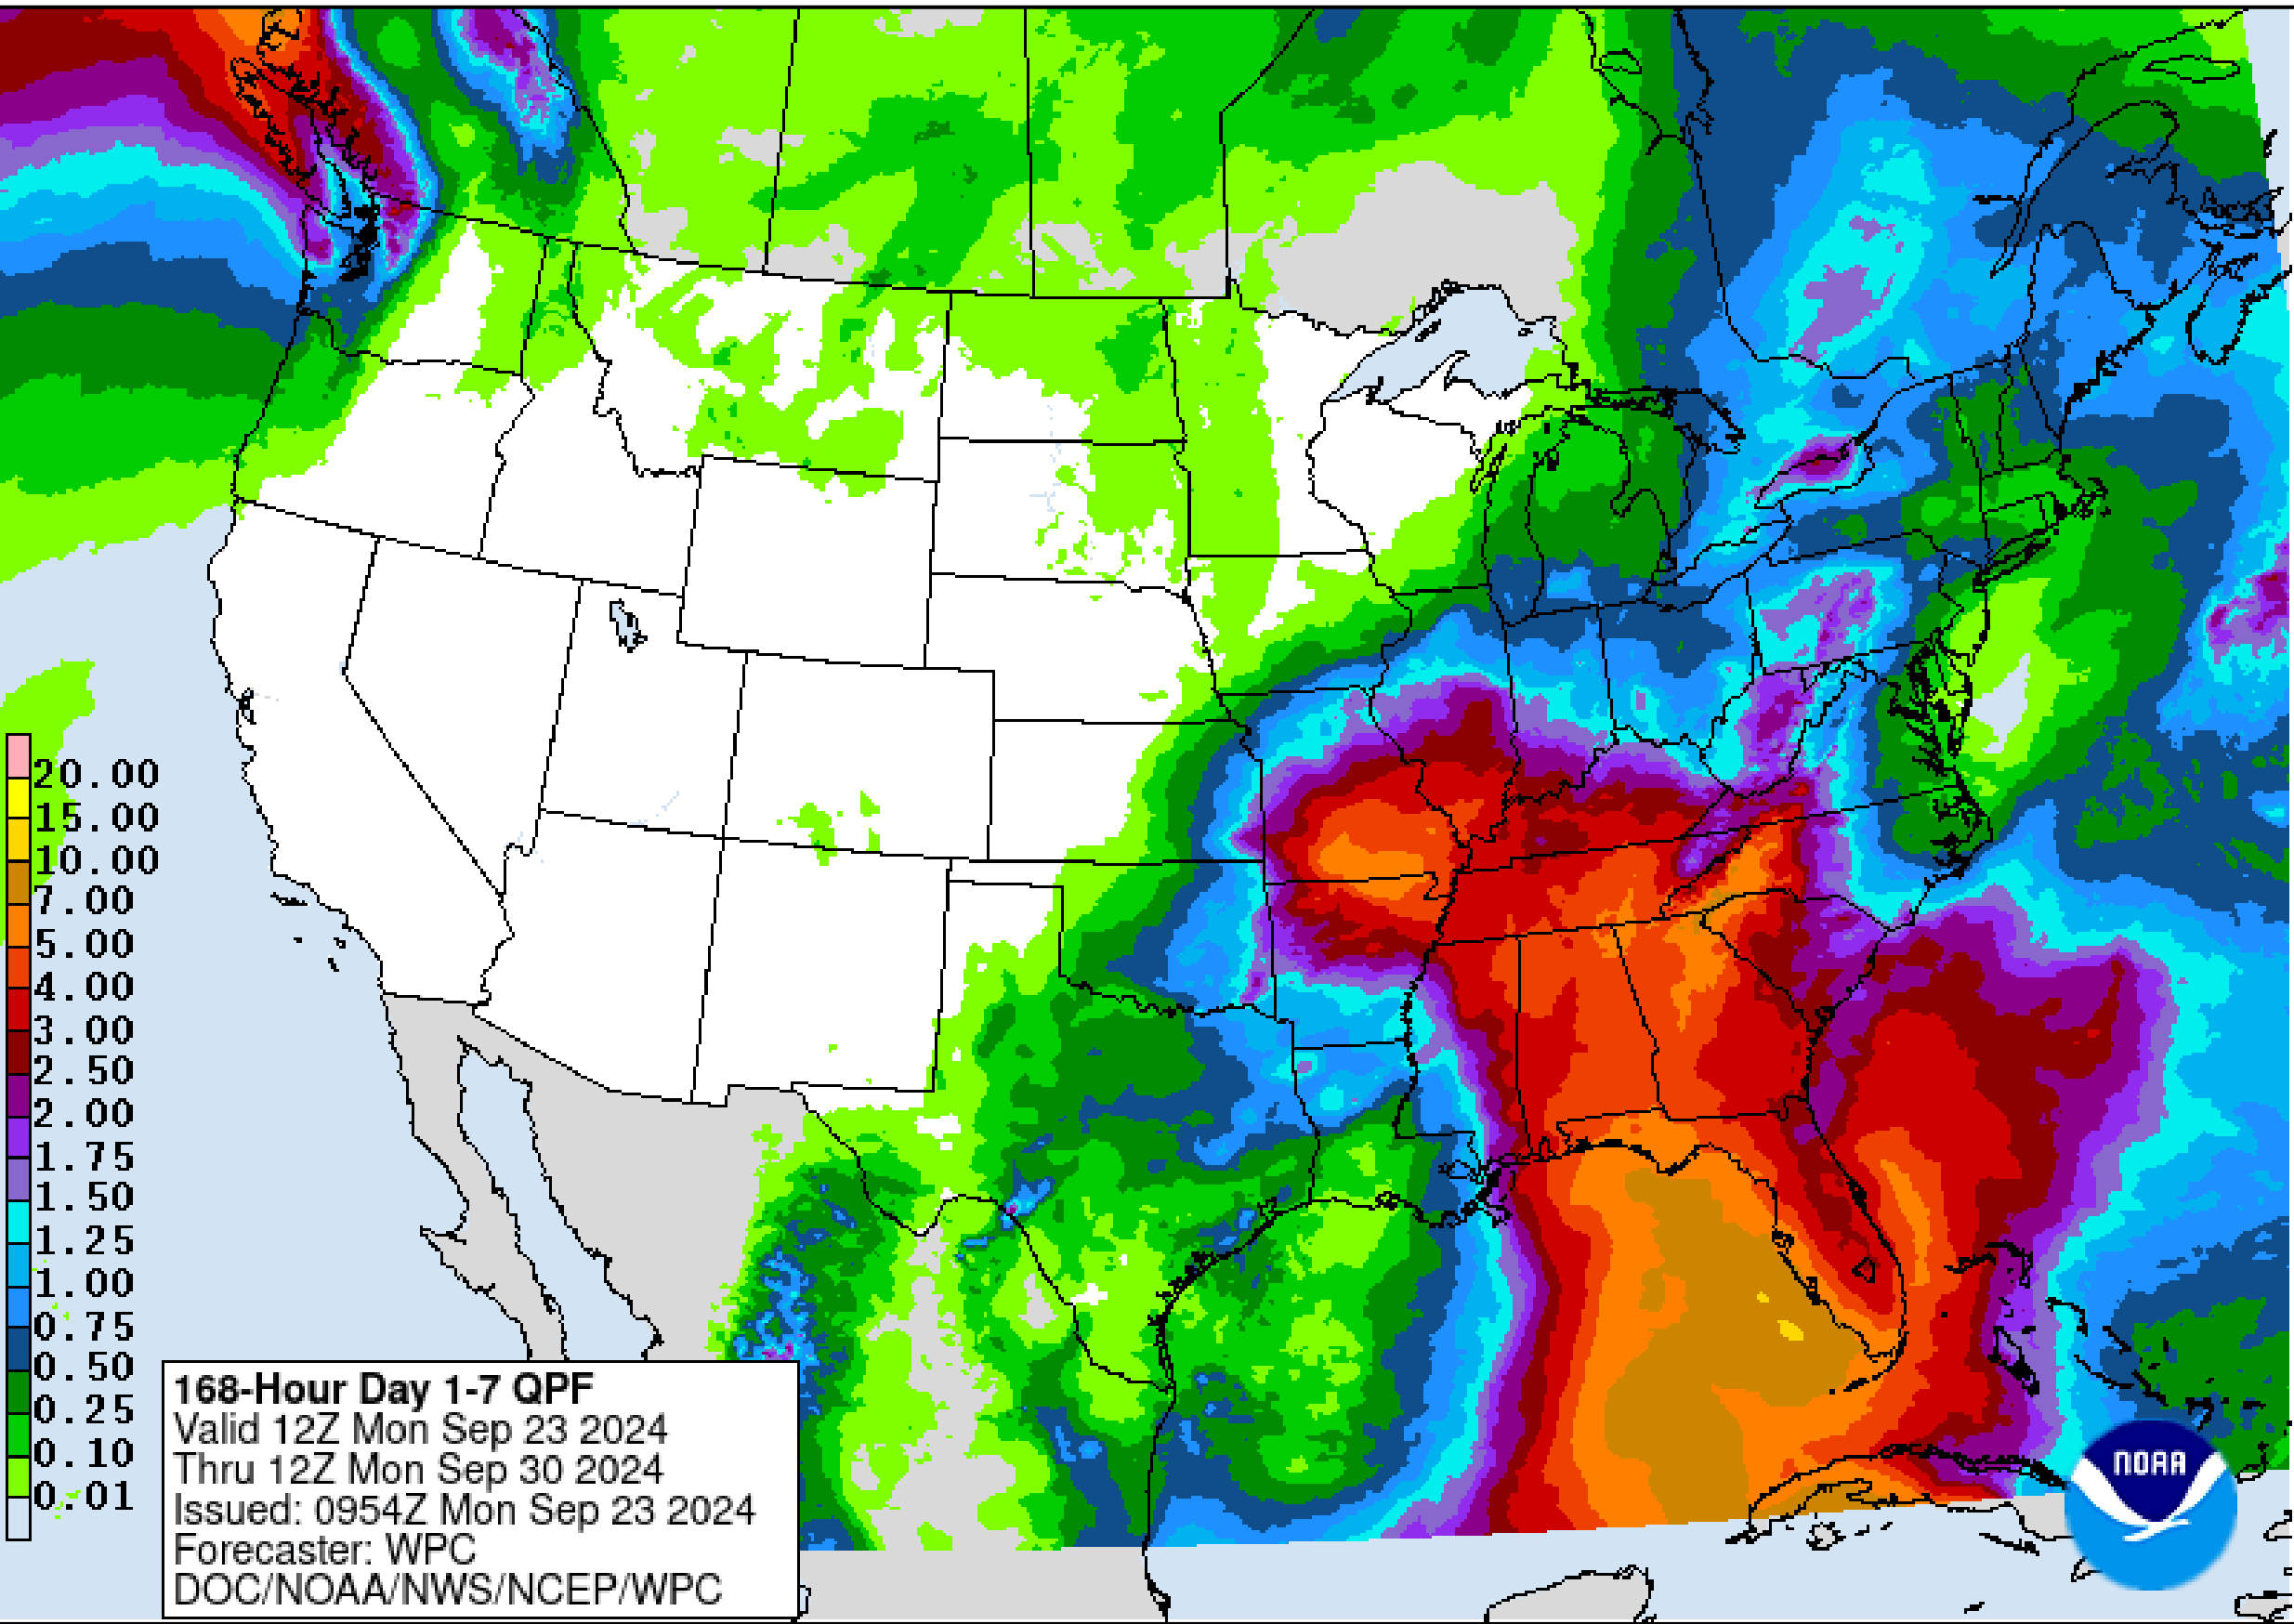 20.00
15.00
10.00
7.00
5.00
4.00
3.00
2.50
2.00
1.75
1.50
1.25
1.00
0.75
0.50
0.25
0.10
0.01
168-Hour Day 1-7 QPF
Valid 12Z Mon Sep 23 2024
Thru 12Z Mon Sep 30 2024
Issued: 0954Z Mon Sep 23 2024
Forecaster: WPC
DOC/NOAA/NWS/NCEP/WPC
NOAA